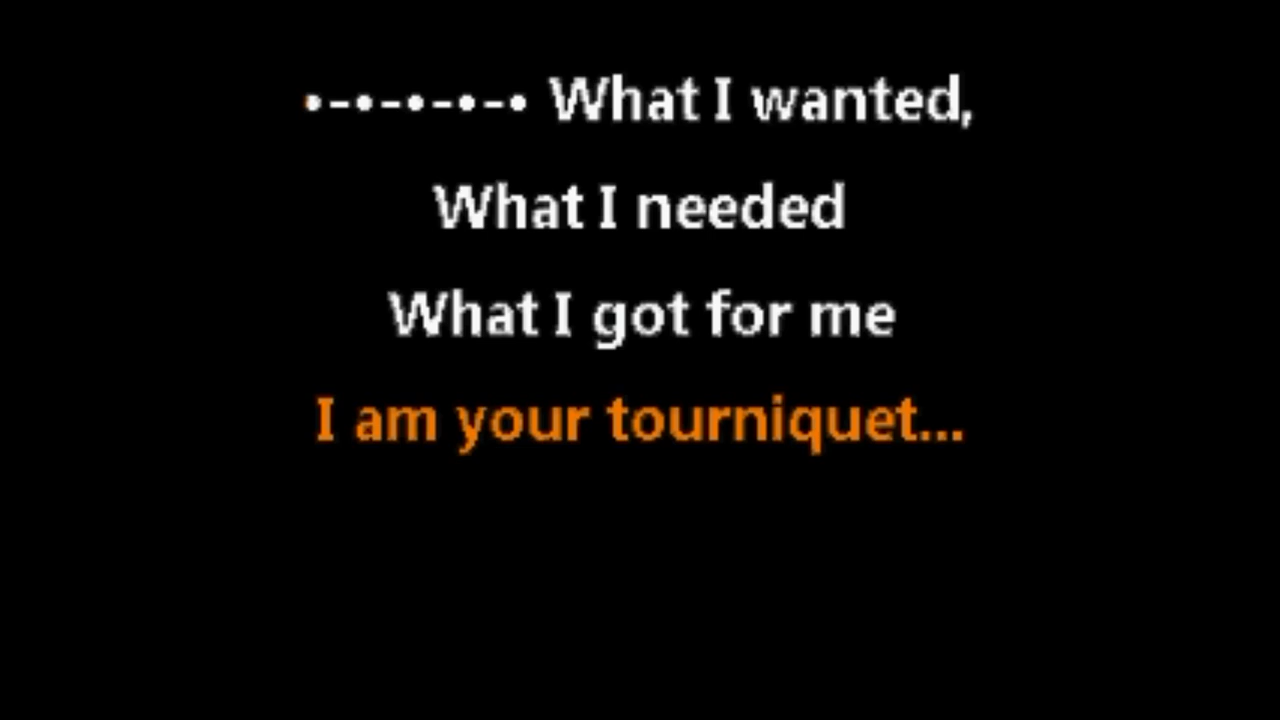 •–•–•–•–• What I wanted,
What I needed
What I got for me
I am your tourniquet...